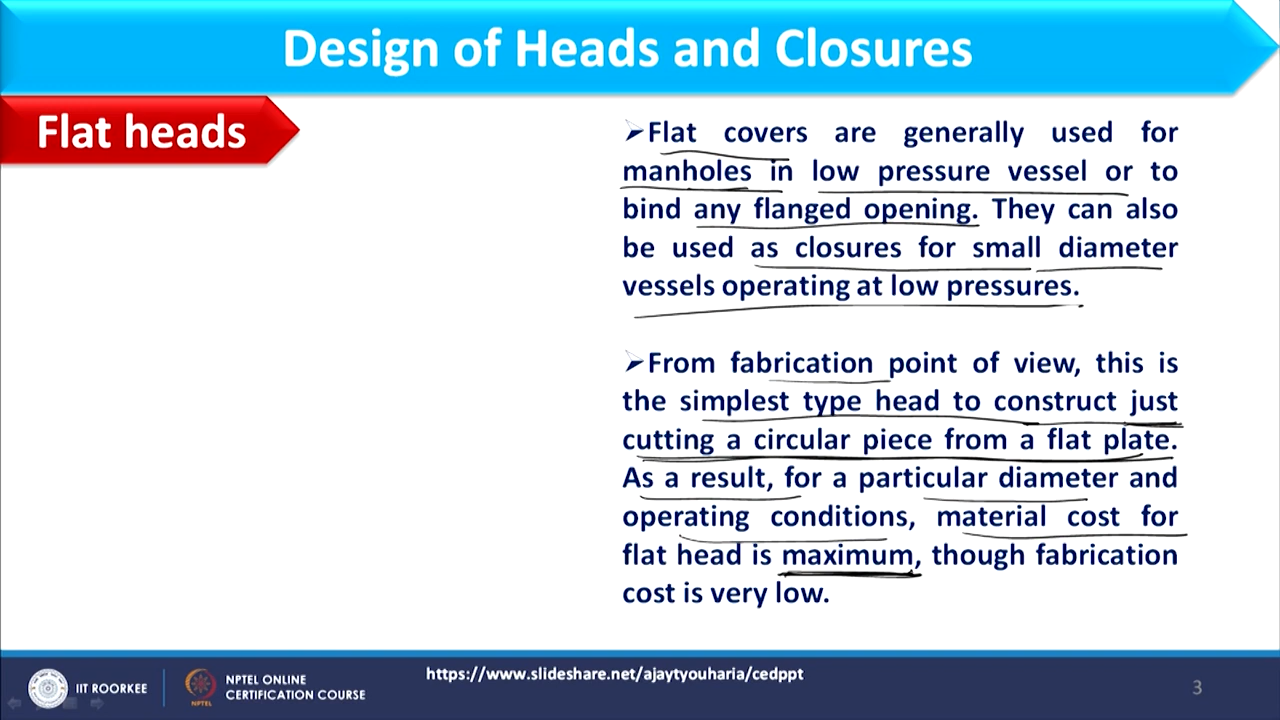 Design of Heads and Closures
Flat heads
➢Flat covers are generally used for
manholes in low pressure vessel or to
bind any flanged opening. They can also
be used as closures for small diameter
vessels operating at low pressures.
➢From fabrication point of view, this is
the simplest type head to construct just
cutting a circular piece from a flat plate.
As a result, for a particular diameter and
operating conditions, material cost for
flat head is maximum, though fabrication
cost is very low.
IIT ROORKEE
NPTEL
NPTEL ONLINE
CERTIFICATION COURSE
https://www.slideshare.net/ajaytyouharia/cedppt
3